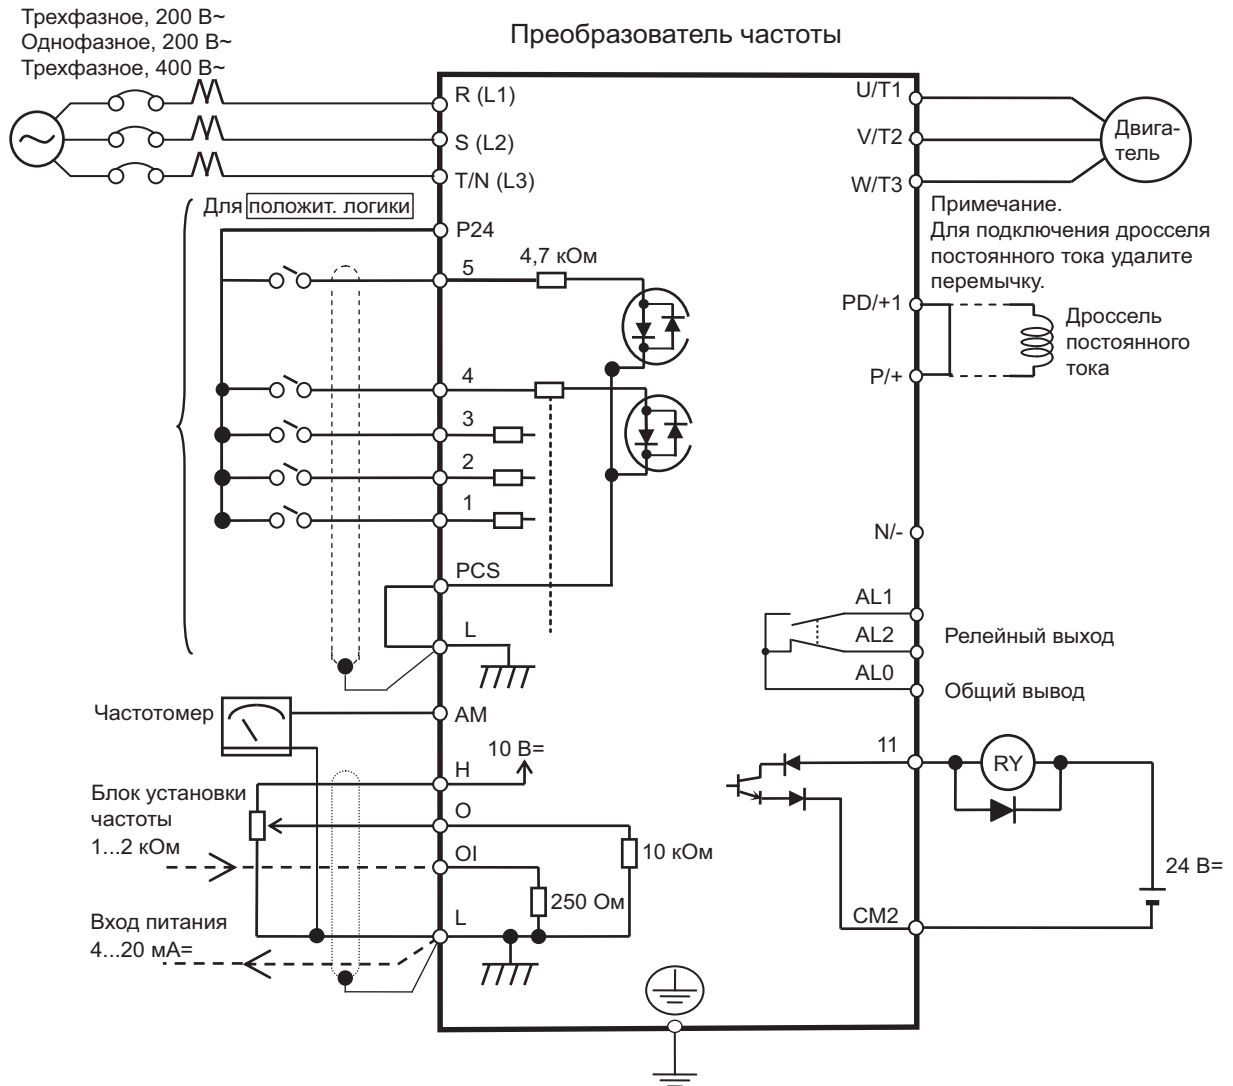 Трехфазное, 200 В~
Однофазное, 200 В~
Трехфазное, 400 В~
Преобразователь частоты
R (L1)
S (L2)
T/N (L3)
U/T1
V/T2
W/T3
Двига-
тель
Для положит. логики
P24
5
4,7 кОм
4
3
2
1
PCS
L
Примечание.
Для подключения дросселя
постоянного тока удалите
перемычку.
PD/+1
P/+
Дроссель
постоянного
тока
N/-
AL1
AL2
AL0
Релейный выход
Общий вывод
Частотомер
AM
10 В=
H
O
OI
L
Блок установки
частоты
1...2 кОм
10 кОм
250 Ом
Вход питания
4...20 мА=
11
RY
24 В=
CM2